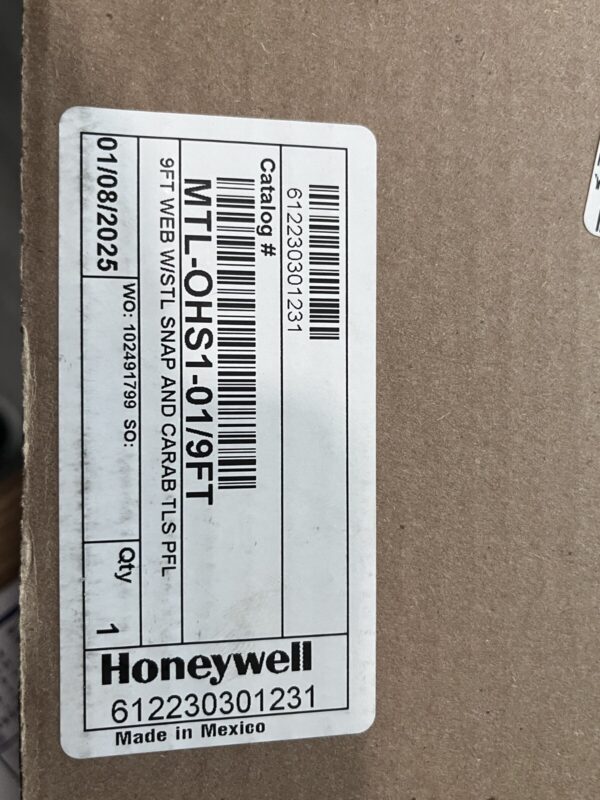 612230301231
Catalog #
MTL-OHS1-01/9FT
9FT WEB W/STL SNAP AND CARAB TLS PFL
01/08/2025
WO: 102491799 SO:
Qty
1
Honeywell
612230301231
Made in Mexico